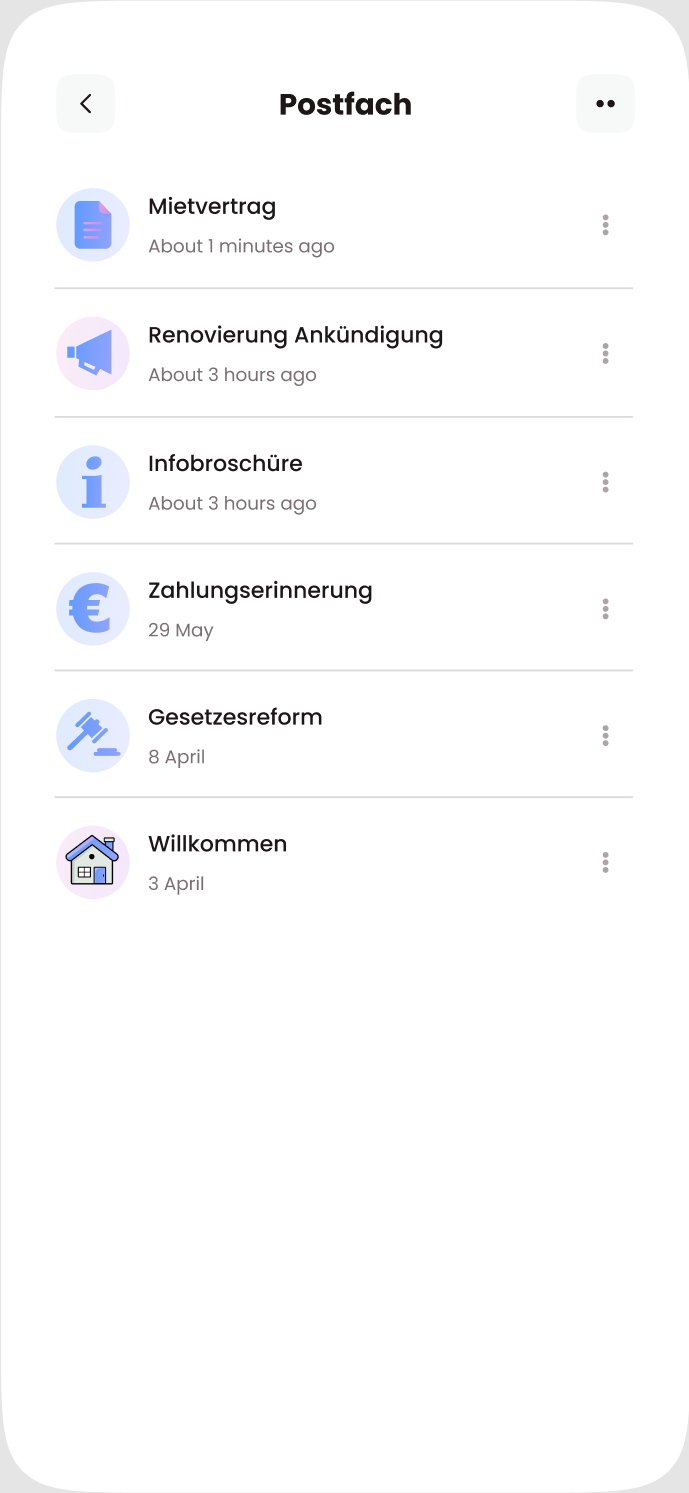 Postfach
Mietvertrag
About 1 minutes ago
Renovierung Ankündigung
About 3 hours ago
Infobroschüre
About 3 hours ago
Zahlungserinnerung
29 May
Gesetzesreform
8 April
Willkommen
3 April